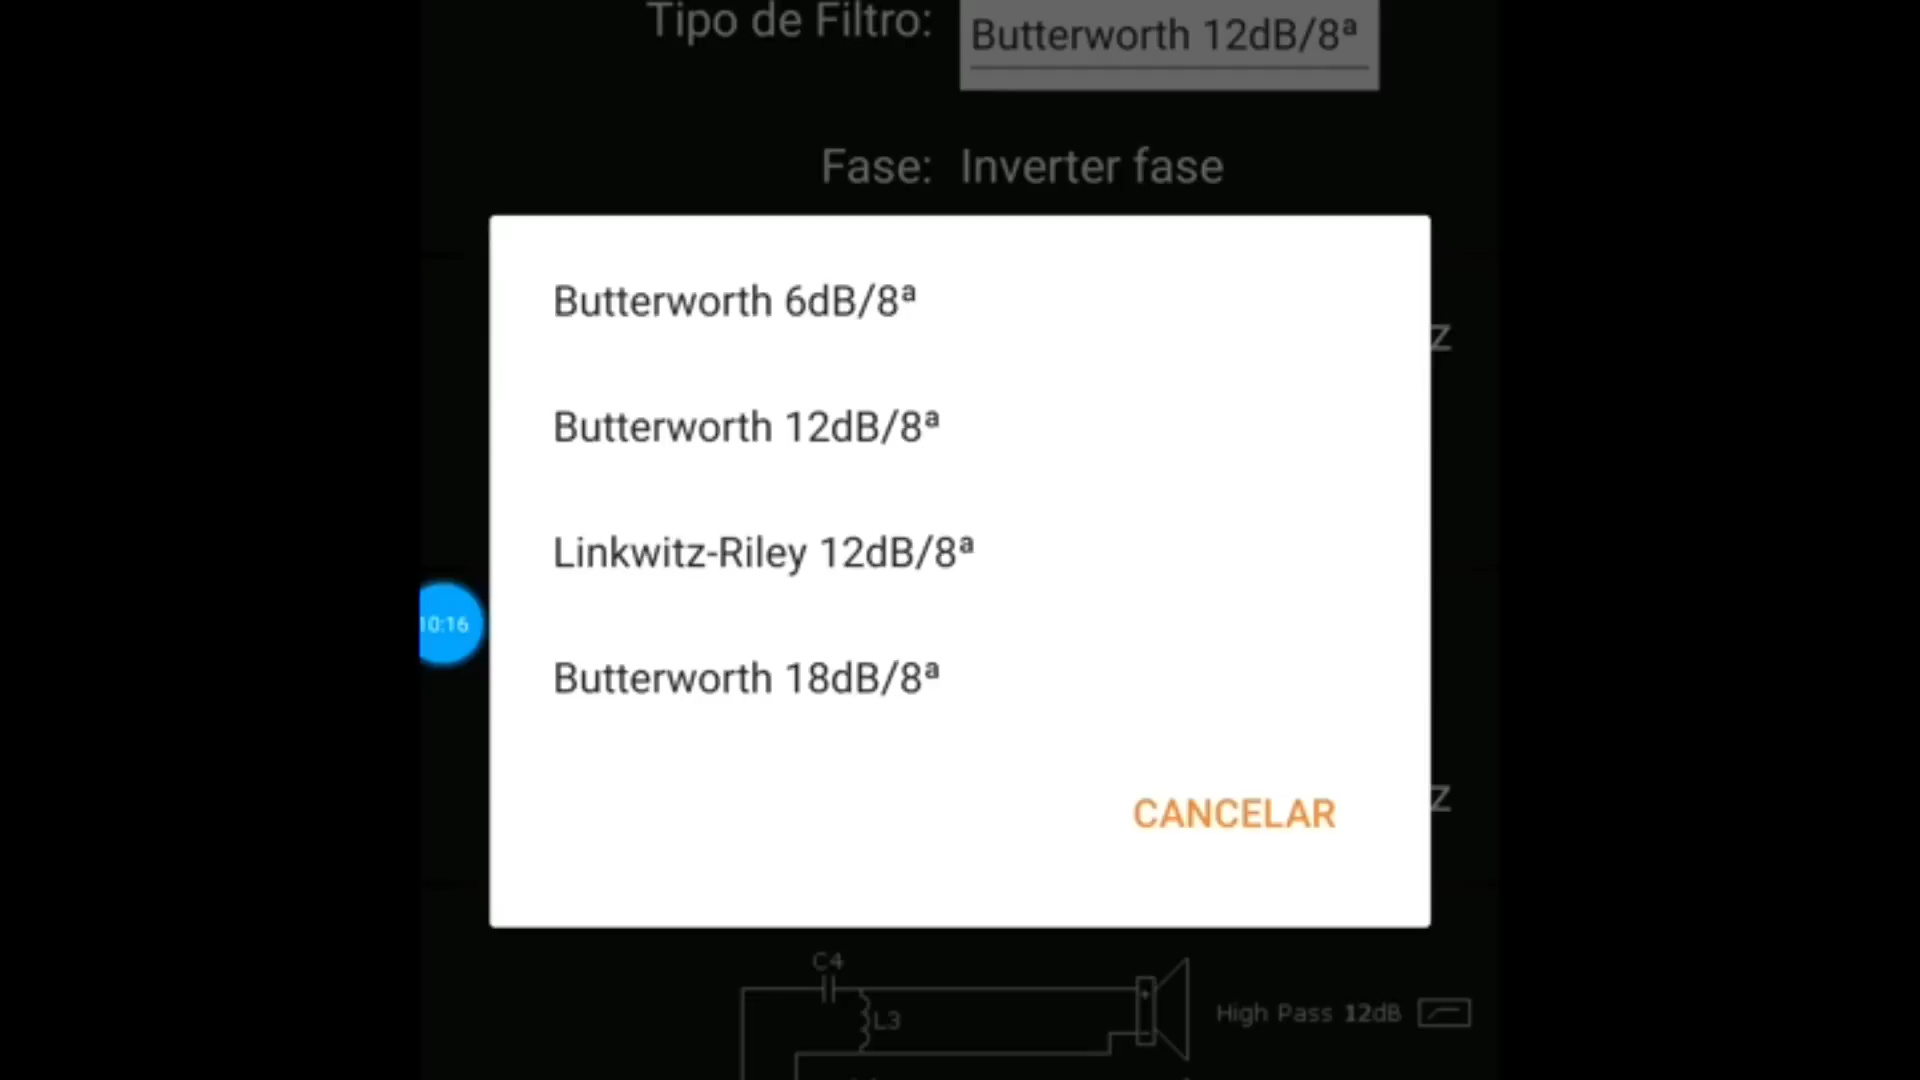 Tipo de Filtro: Butterworth 12dB/8ª
Fase: Inverter fase
Butterworth 6dB/8ª
z
Butterworth 12dB/8ª
Linkwitz-Riley 12dB/8ª
10:16
Butterworth 18dB/8ª
z
CANCELAR
C4
L3
High Pass 12dB